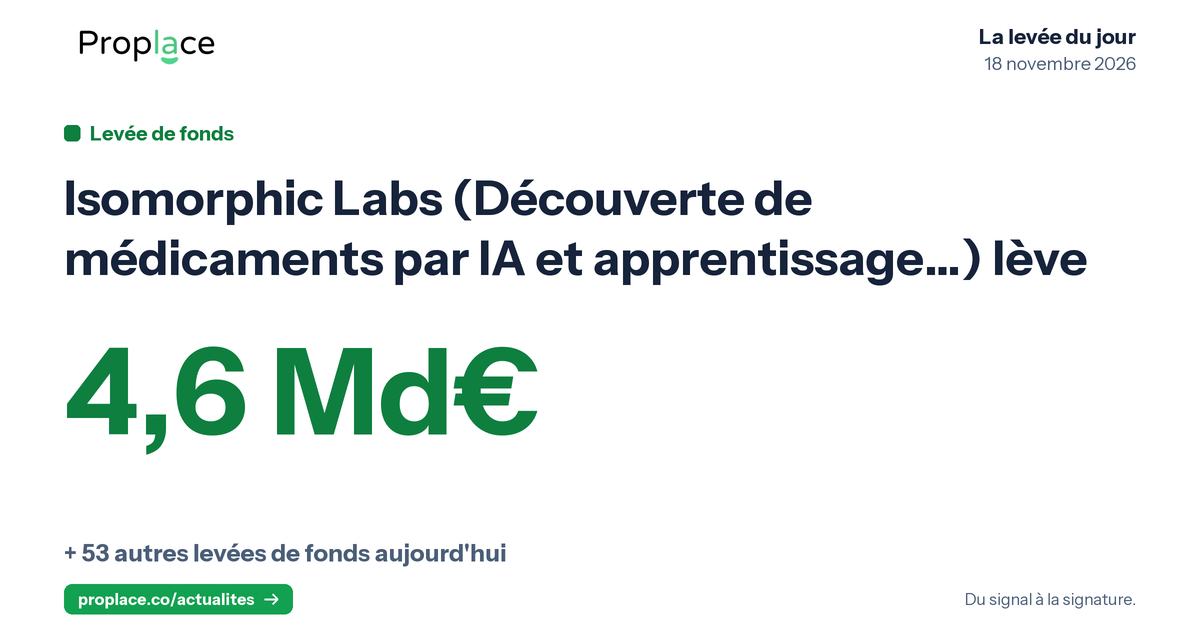 Proplace
La levée du jour
18 novembre 2026
Levée de fonds
Isomorphic Labs (Découverte de
médicaments par IA et apprentissage...) lève
4,6 Md€
+ 53 autres levées de fonds aujourd'hui
proplace.co/actualites →
Du signal à la signature.